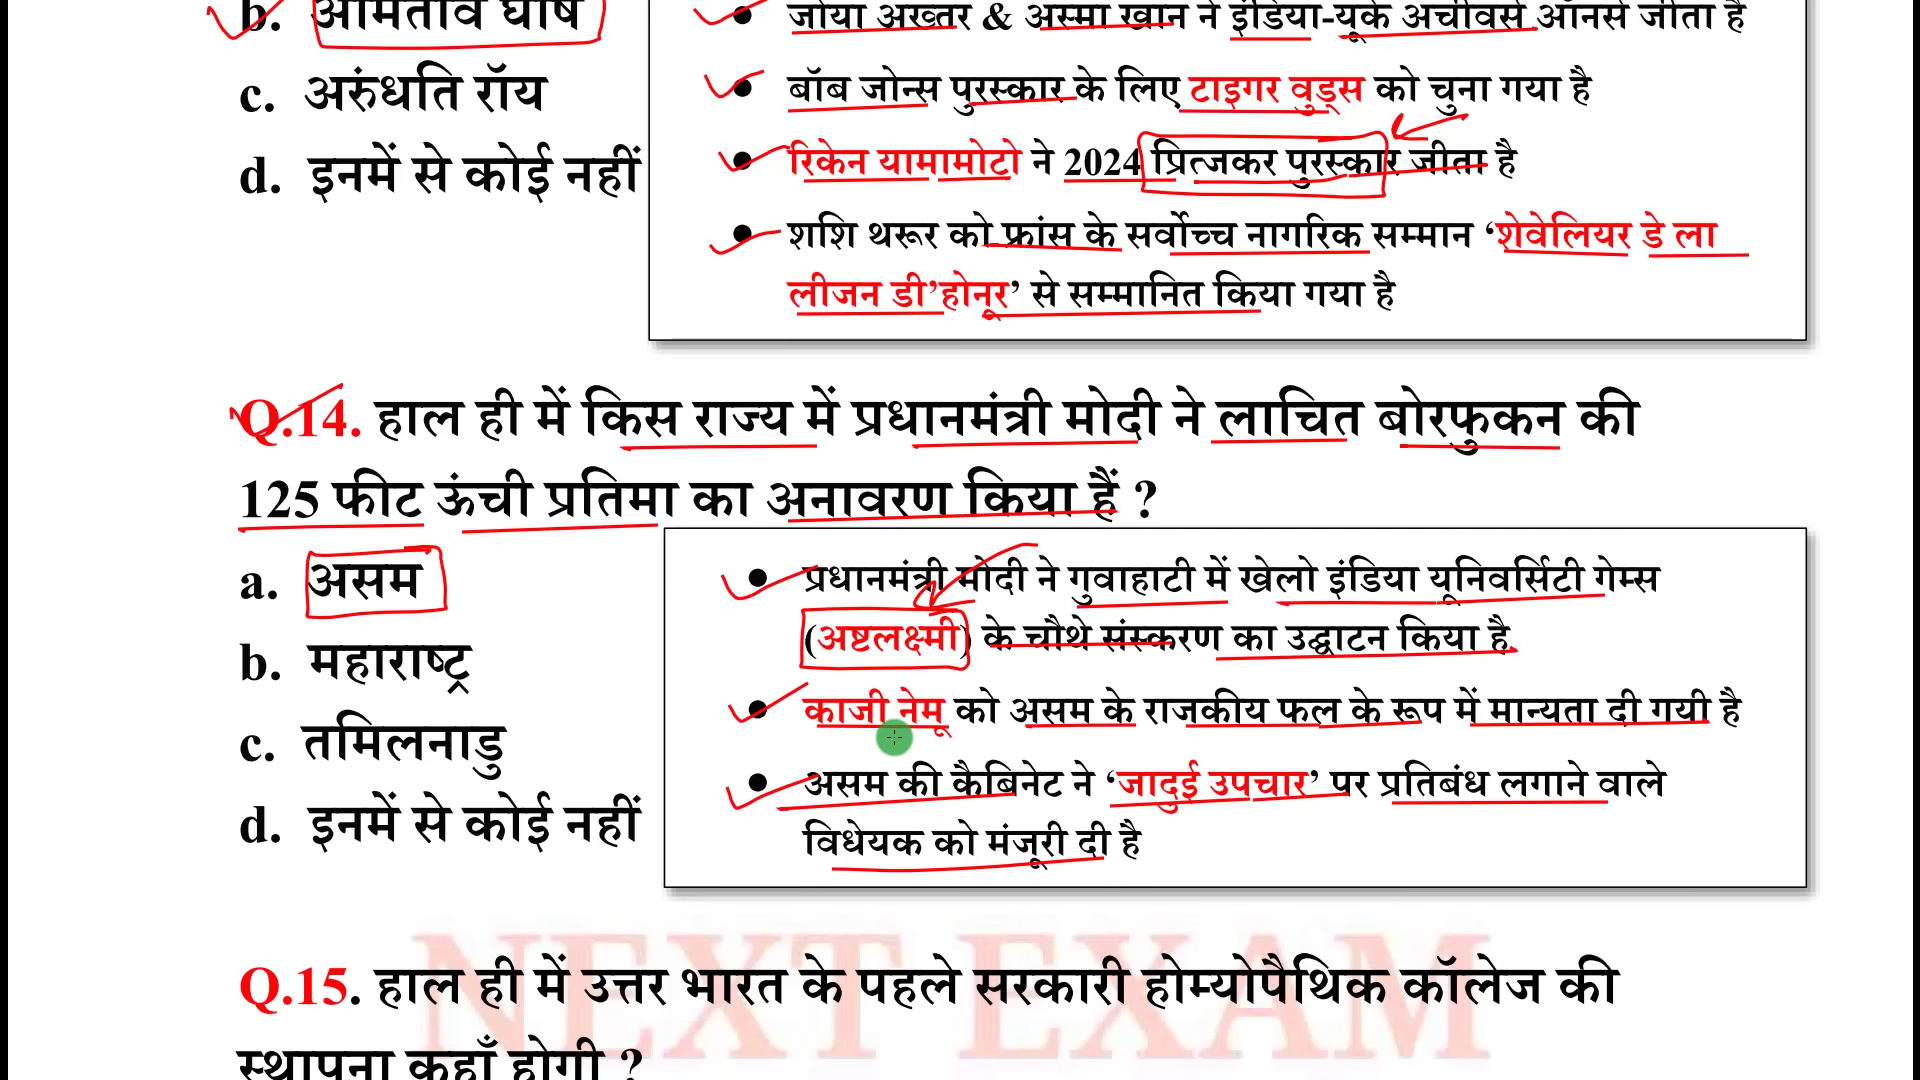 b. अमिताव घोष
c. अरुंधति रॉय
d. इनमें से कोई नहीं
• जोया अख्तर & अस्मा खान ने इंडिया-यूके अचीवर्स ऑनर्स जीता है
• बॉब जोन्स पुरस्कार के लिए टाइगर वुड्स को चुना गया है
• रिकेन यामामोटो ने 2024 प्रित्जकर पुरस्कार जीता है
• शशि थरूर को फ्रांस के सर्वोच्च नागरिक सम्मान ‘शेवेलियर डे ला
लीजन डी’होनूर’ से सम्मानित किया गया है
Q.14. हाल ही में किस राज्य में प्रधानमंत्री मोदी ने लाचित बोरफुकन की
125 फीट ऊंची प्रतिमा का अनावरण किया हैं ?
a. असम
b. महाराष्ट्र
c. तमिलनाडु
d. इनमें से कोई नहीं
• प्रधानमंत्री मोदी ने गुवाहाटी में खेलो इंडिया यूनिवर्सिटी गेम्स
(अष्टलक्ष्मी) के चौथे संस्करण का उद्घाटन किया है.
• काजी नेमू को असम के राजकीय फल के रूप में मान्यता दी गयी है
• असम की कैबिनेट ने ‘जादुई उपचार’ पर प्रतिबंध लगाने वाले
विधेयक को मंजूरी दी है
NEXT EXAM
Q.15. हाल ही में उत्तर भारत के पहले सरकारी होम्योपैथिक कॉलेज की
स्थापना कहाँ होगी ?